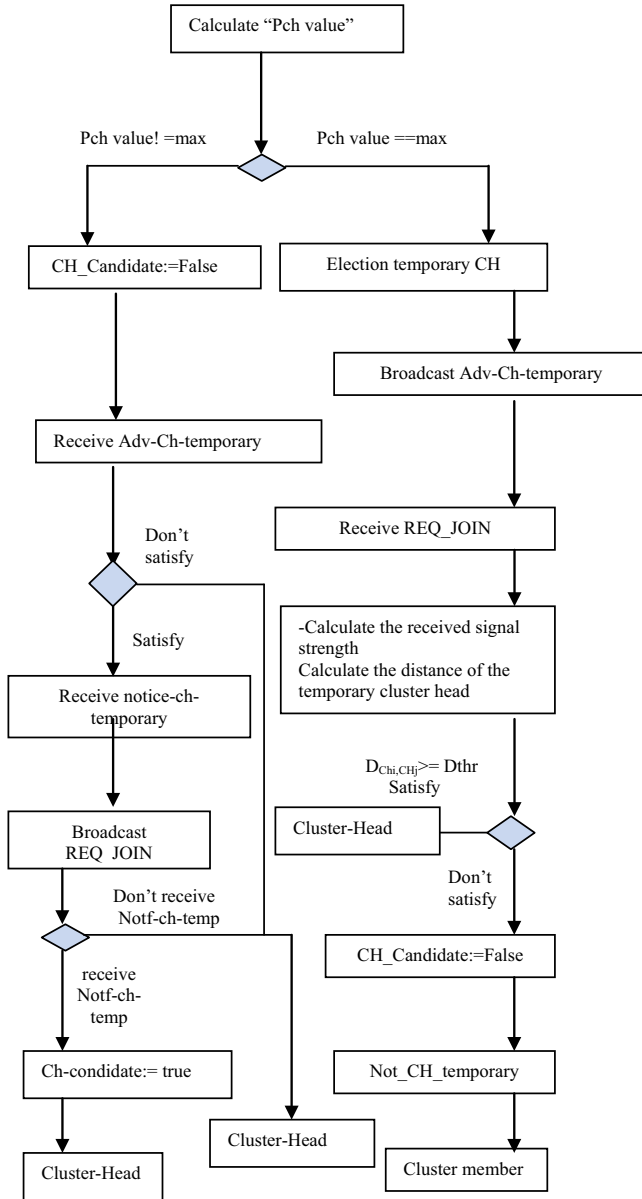 Calculate “Pch value”
Pch value! =max
Pch value ==max
CH_Candidate:=False
Election temporary CH
Broadcast Adv-Ch-temporary
Receive Adv-Ch-temporary
Don’t
satisfy
Receive REQ_JOIN
Satisfy
-Calculate the received signal
strength
Calculate the distance of the
temporary cluster head
Receive notice-ch-
temporary
DChi,CHj>= Dthr
Satisfy
Broadcast
REQ_JOIN
Cluster-Head
Don’t receive
Notf-ch-temp
Don’t
satisfy
receive
Notf-ch-
temp
CH_Candidate:=False
Ch-condidate:= true
Not_CH_temporary
Cluster-Head
Cluster-Head
Cluster member